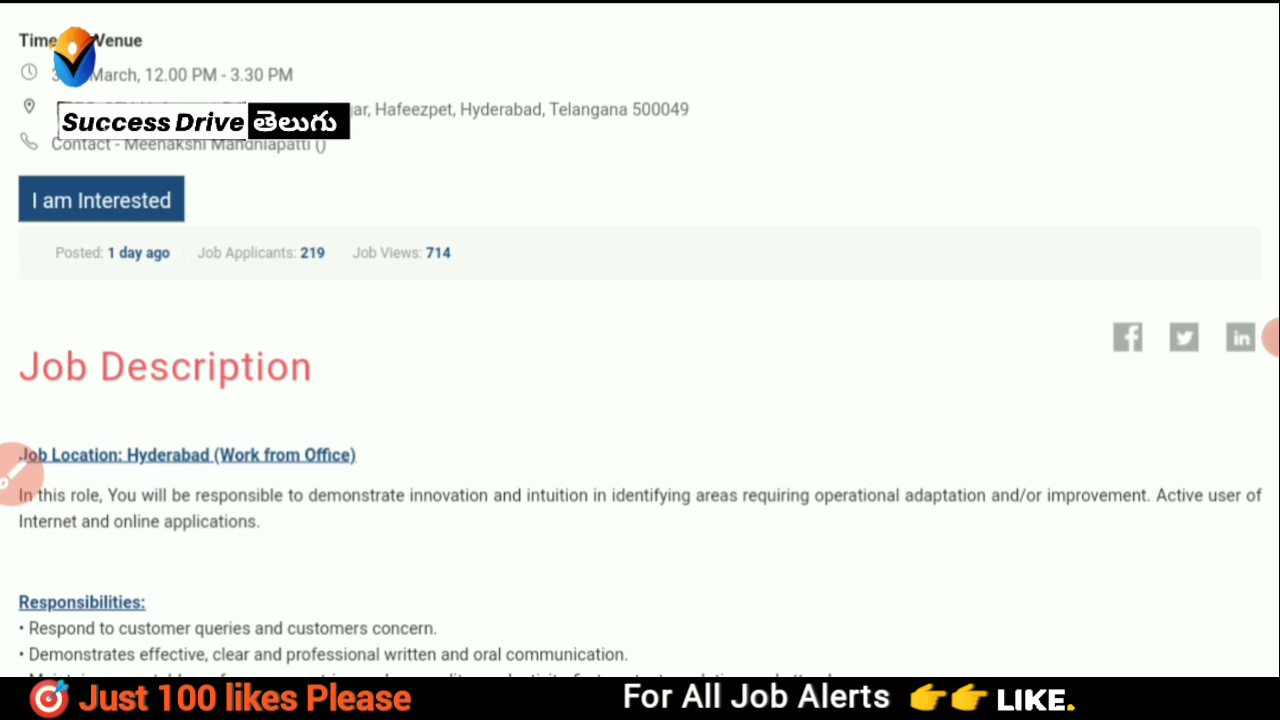 Time Venue
March, 12.00 PM - 3.30 PM
Hafeezpet, Hyderabad, Telangana 500049
Success Drive తెలుగు
Contact - Meenakshi Mandhlapatti ()
I am Interested
Posted: 1 day ago Job Applicants: 219 Job Views: 714
Job Description
Job Location: Hyderabad (Work from Office)
In this role, You will be responsible to demonstrate innovation and intuition in identifying areas requiring operational adaptation and/or improvement. Active user of
Internet and online applications.
Responsibilities:
• Respond to customer queries and customers concern.
• Demonstrates effective, clear and professional written and oral communication.
Just 100 likes Please
For All Job Alerts LIKE.